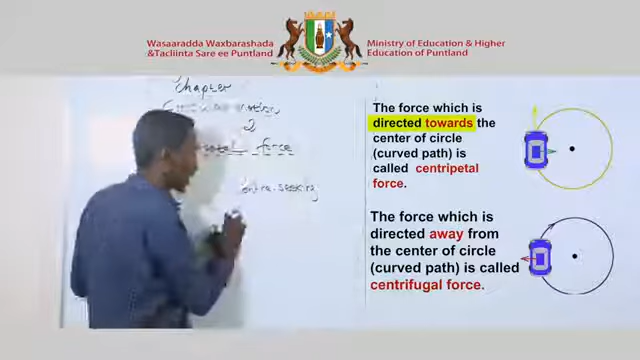 Wasaaradda Waxbarashada
&Tacliinta Sare ee Puntland
Ministry of Education & Higher
Education of Puntland
Chapter
2
force
seeking
The force which is
directed towards the
center of circle
(curved path) is
called centripetal
force.
The force which is
directed away from
the center of circle
(curved path) is called
centrifugal force.